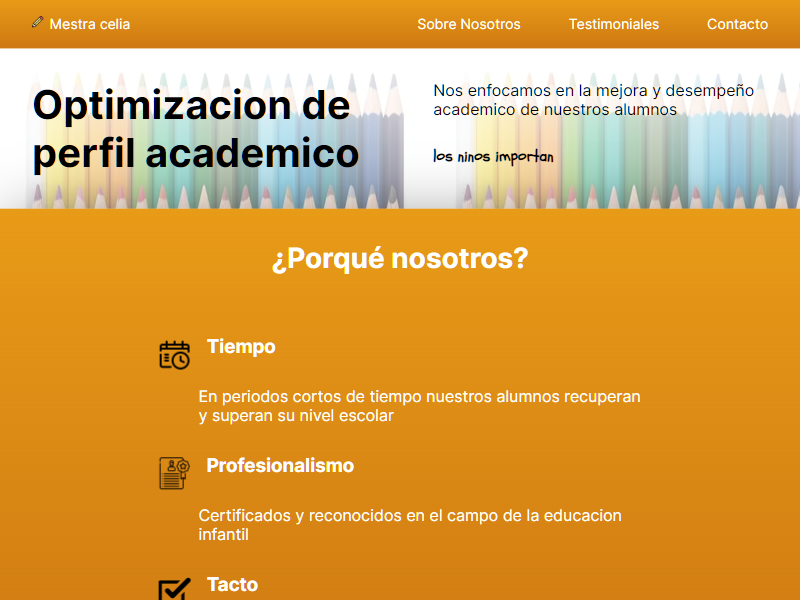 Mestra celia
Sobre Nosotros
Testimoniales
Contacto
Optimizacion de
perfil academico
Nos enfocamos en la mejora y desempeño
academico de nuestros alumnos
los ninos importan
¿Porqué nosotros?
Tiempo
En periodos cortos de tiempo nuestros alumnos recuperan
y superan su nivel escolar
Profesionalismo
Certificados y reconocidos en el campo de la educacion
infantil
Tacto